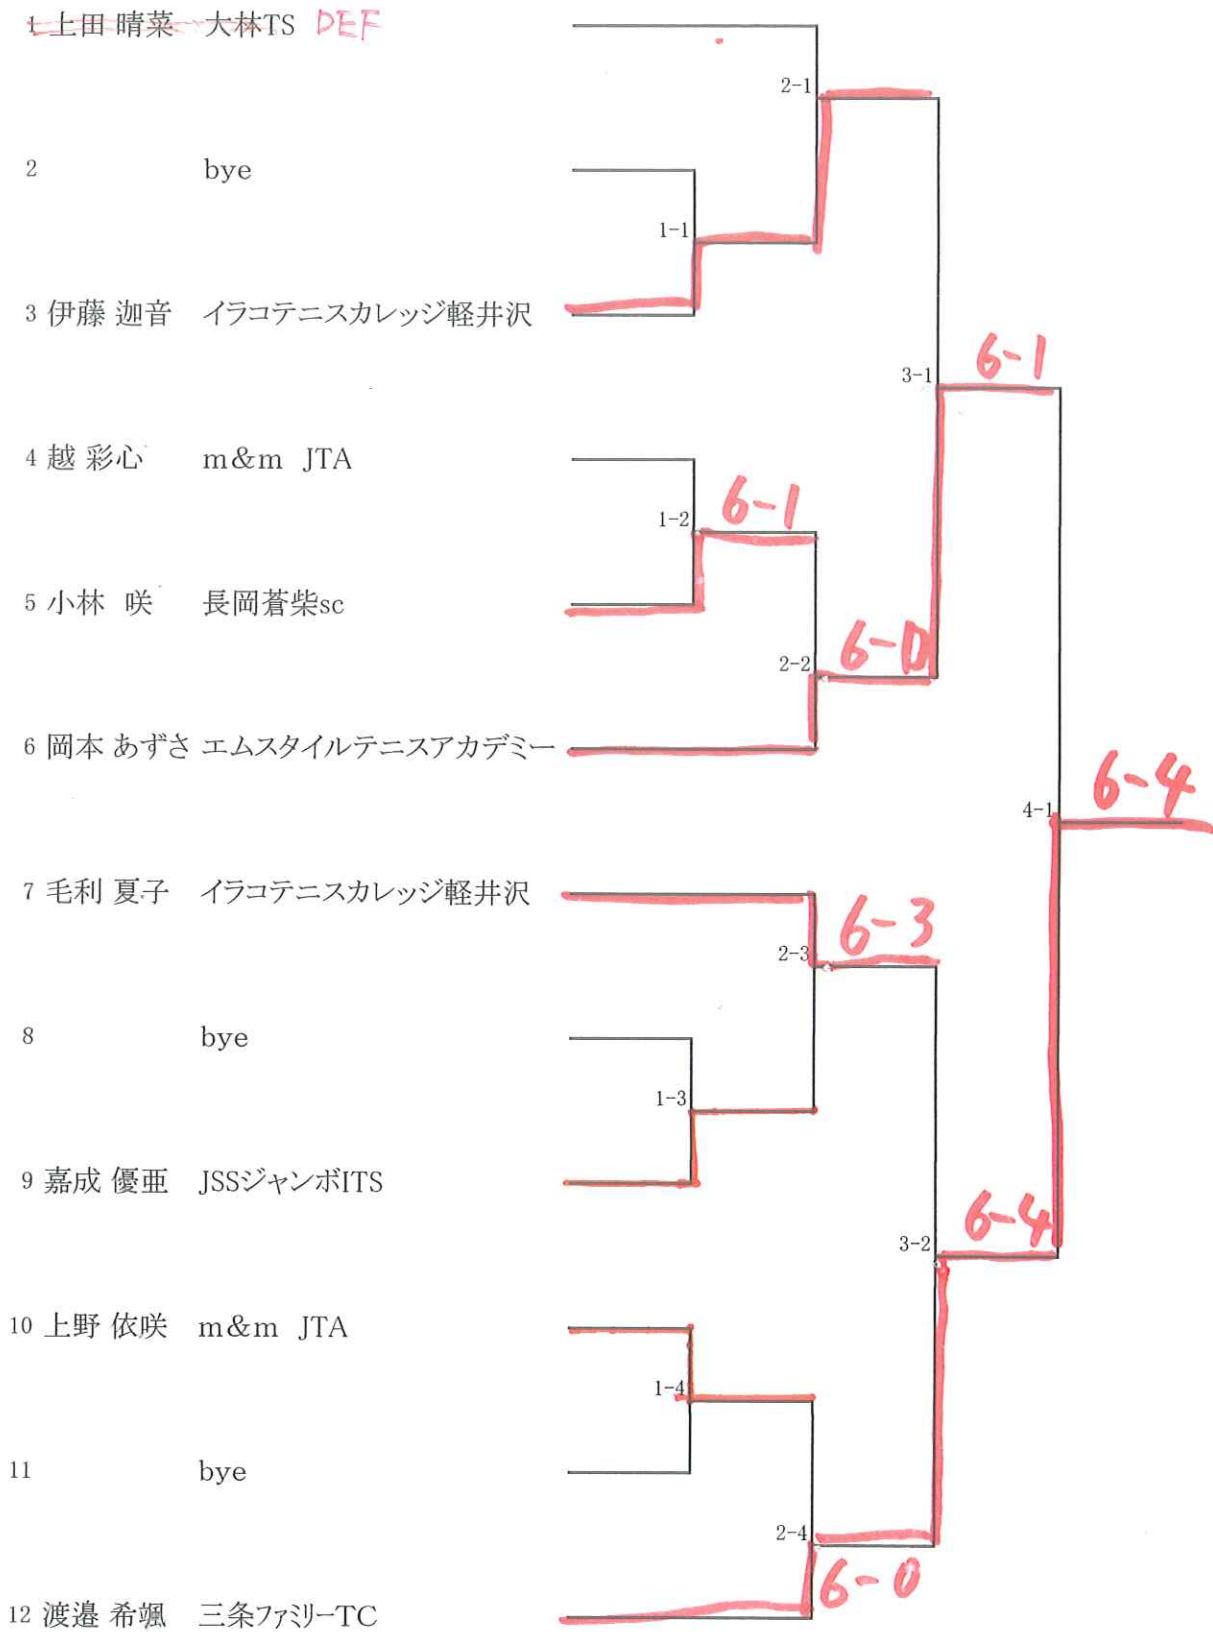 1 上田 晴菜 大林TS DEF
2-1
2 bye
1-1
3 伊藤 迦音 イラコテニスカレッジ軽井沢
3-1 6-1
4 越 彩心 m&m JTA
1-2 6-1
5 小林 咲 長岡蒼柴sc
2-2 6-0
6 岡本 あずさ エムスタイルテニスアカデミー
4-1 6-4
7 毛利 夏子 イラコテニスカレッジ軽井沢
2-3 6-3
8 bye
1-3
9 嘉成 優亜 JSSジャンボITS
3-2 6-4
10 上野 依咲 m&m JTA
1-4
11 bye
2-4 6-0
12 渡邉 希颯 三条ファミリーTC